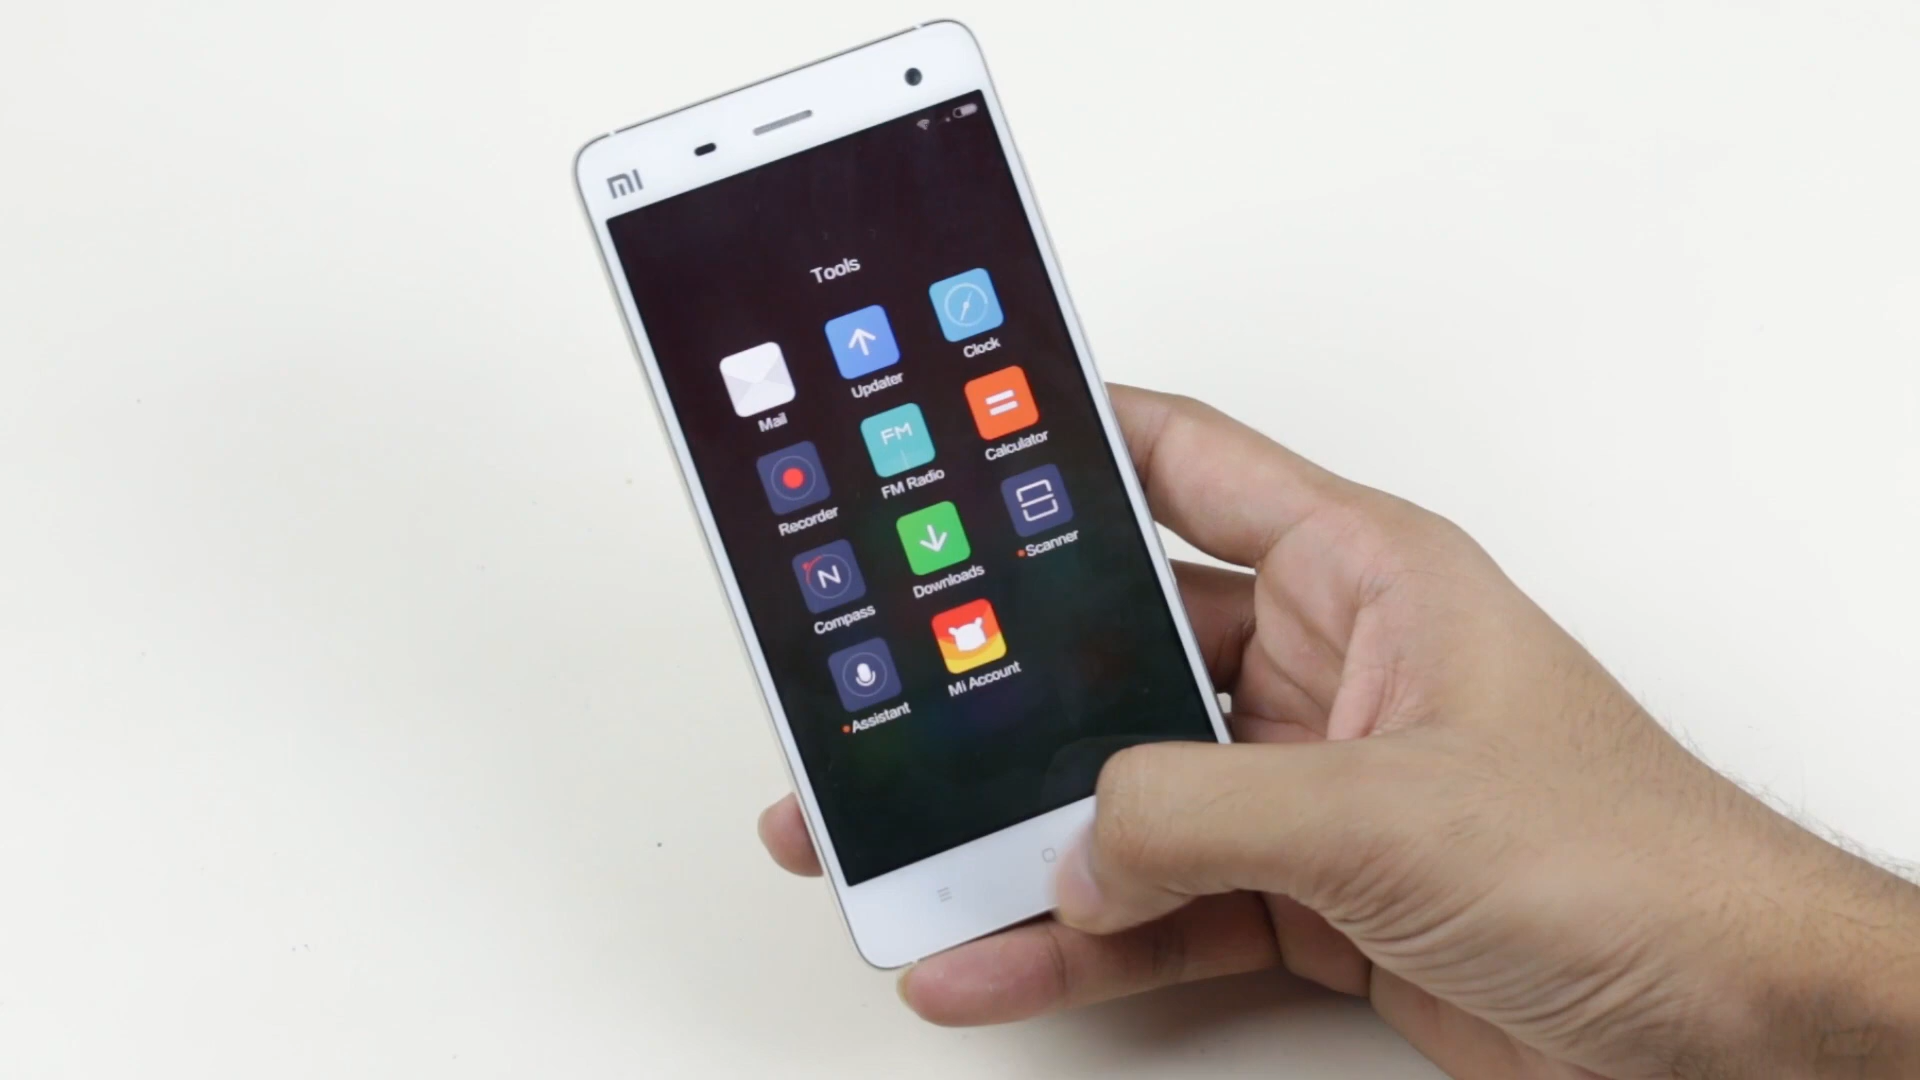 mi
Tools
Mail
Updater
Clock
Recorder
FM
FM Radio
Calculator
N
Compass
Downloads
Scanner
Assistant
Mi Account